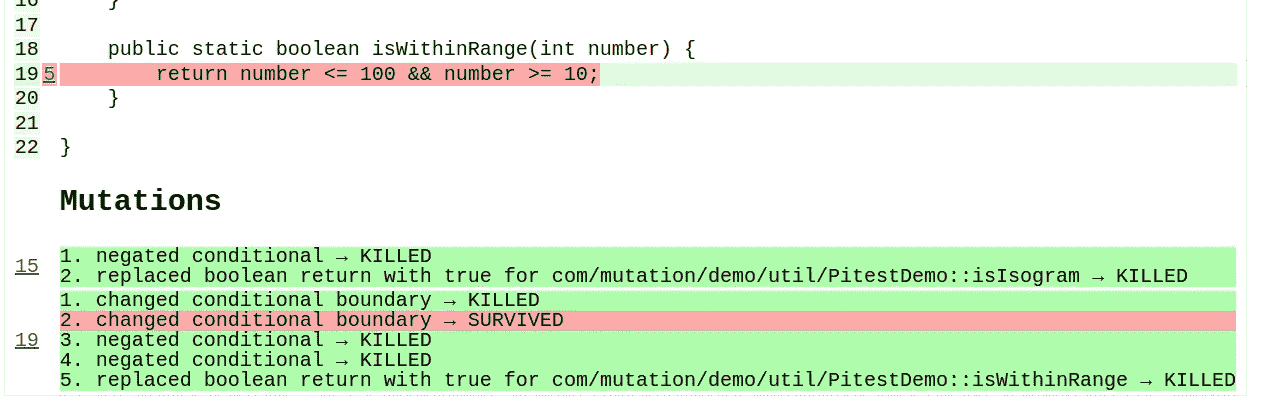 16 }
17
18 public static boolean isWithinRange(int number) {
19 5 return number <= 100 && number >= 10;
20 }
21
22 }
Mutations
15
1. negated conditional → KILLED
2. replaced boolean return with true for com/mutation/demo/util/PitestDemo::isIsogram → KILLED
19
1. changed conditional boundary → KILLED
2. changed conditional boundary → SURVIVED
3. negated conditional → KILLED
4. negated conditional → KILLED
5. replaced boolean return with true for com/mutation/demo/util/PitestDemo::isWithinRange → KILLED